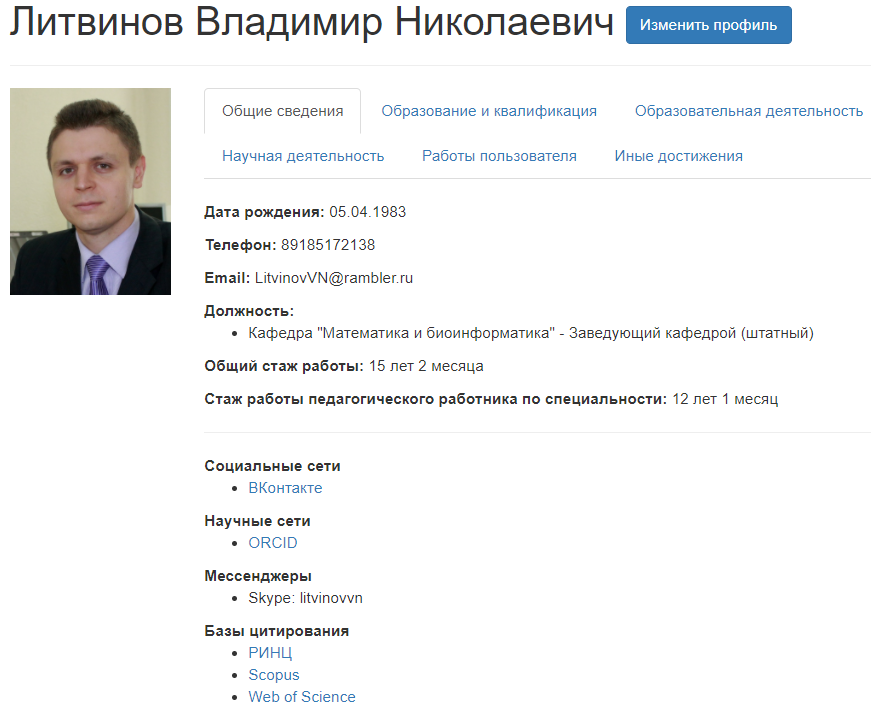 Литвинов Владимир Николаевич Изменить профиль
Общие сведения Образование и квалификация Образовательная деятельность
Научная деятельность Работы пользователя Иные достижения
Дата рождения: 05.04.1983
Телефон: 89185172138
Email: LitvinovVN@rambler.ru
Должность:
• Кафедра "Математика и биоинформатика" - Заведующий кафедрой (штатный)
Общий стаж работы: 15 лет 2 месяца
Стаж работы педагогического работника по специальности: 12 лет 1 месяц
Социальные сети
• ВКонтакте
Научные сети
• ORCID
Мессенджеры
• Skype: litvinovvn
Базы цитирования
• РИНЦ
• Scopus
• Web of Science